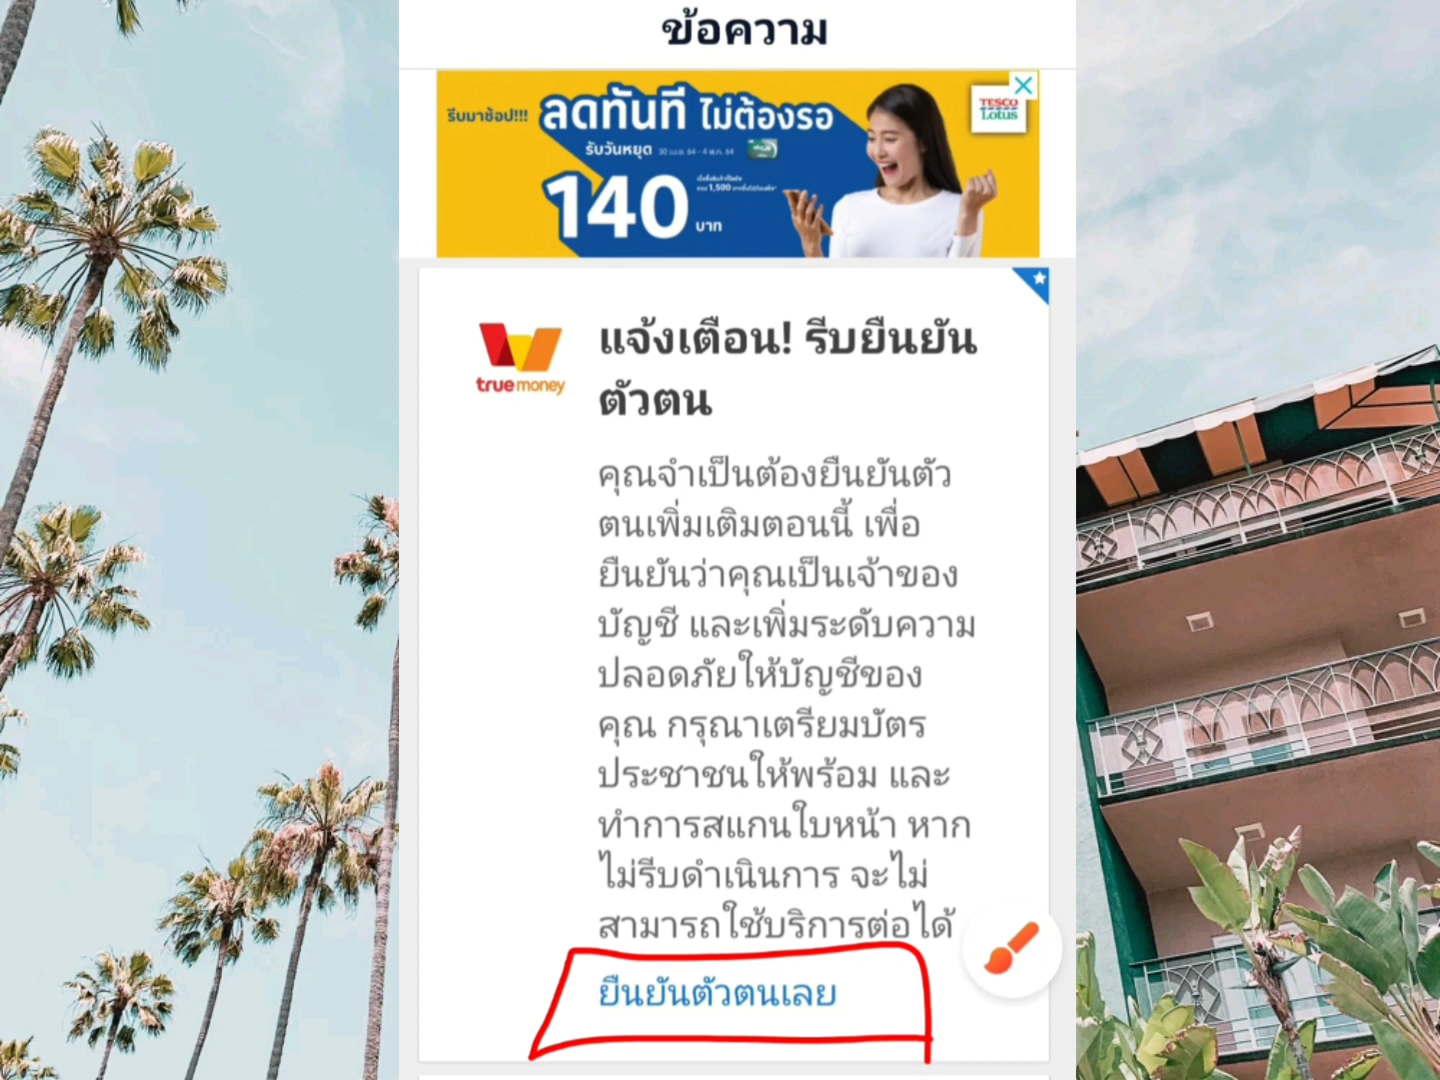 ข้อความ
รีบมาช้อป!!! ลดทันที ไม่ต้องรอ
TESCO
Lotus
รับวันหยุด 30 เม.ย. 64 - 4 พ.ค. 64
140 บาท
แจ้งเตือน! รีบยืนยัน
ตัวตน
true money
คุณจำเป็นต้องยืนยันตัว
ตนเพิ่มเติมตอนนี้ เพื่อ
ยืนยันว่าคุณเป็นเจ้าของ
บัญชี และเพิ่มระดับความ
ปลอดภัยให้บัญชีของ
คุณ กรุณาเตรียมบัตร
ประชาชนให้พร้อม และ
ทำการสแกนใบหน้า หาก
ไม่รีบดำเนินการ จะไม่
สามารถใช้บริการต่อได้
ยืนยันตัวตนเลย